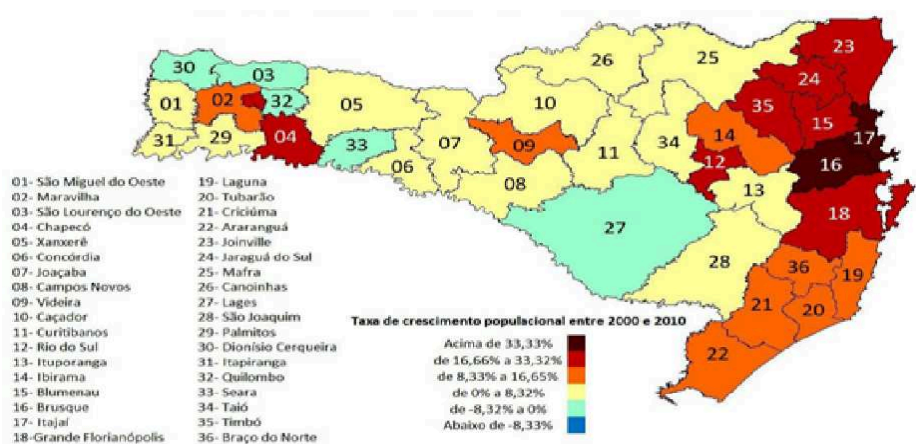 30
03
26
25
23
24
01
02
32
05
10
35
15
17
31
29
04
33
07
09
34
14
16
06
11
12
08
13
18
27
28
36
19
21
20
22
01- São Miguel do Oeste
02- Maravilha
03- São Lourenço do Oeste
04- Chapecó
05- Xanxerê
06- Concórdia
07- Joaçaba
08- Campos Novos
09- Videira
10- Caçador
11- Curitibanos
12- Rio do Sul
13- Ituporanga
14- Ibirama
15- Blumenau
16- Brusque
17- Itajaí
18-Grande Florianópolis
19- Laguna
20- Tubarão
21- Criciúma
22- Araranguá
23- Joinville
24- Jaraguá do Sul
25- Mafra
26- Canoinhas
27- Lages
28- São Joaquim
29- Palmitos
30- Dionísio Cerqueira
31- Itapiranga
32- Quilombo
33- Seara
34- Taió
35- Timbó
36- Braço do Norte
Taxa de crescimento populacional entre 2000 e 2010
Acima de 33,33%
de 16,66% a 33,32%
de 8,33% a 16,65%
de 0% a 8,32%
de -8,32% a 0%
Abaixo de -8,33%